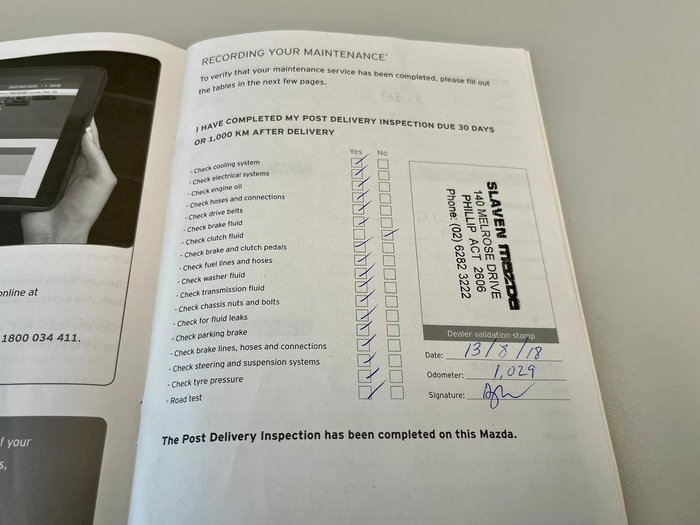 online at
1800 034 411.
f your
s,
RECORDING YOUR MAINTENANCE*
To verify that your maintenance service has been completed, please fill out
the tables in the next few pages.
I HAVE COMPLETED MY POST DELIVERY INSPECTION DUE 30 DAYS
OR 1,000 KM AFTER DELIVERY
Yes No
- Check cooling system
- Check electrical systems
- Check engine oil
- Check hoses and connections
- Check drive belts
- Check brake fluid
- Check clutch fluid
- Check brake and clutch pedals
- Check fuel lines and hoses
- Check washer fluid
- Check transmission fluid
- Check chassis nuts and bolts
- Check for fluid leaks
- Check parking brake
- Check brake lines, hoses and connections
- Check steering and suspension systems
- Check tyre pressure
- Road test
SLAVEN mazda
140 MELROSE DRIVE
PHILLIP ACT 2606
Phone: (02) 6282 3222
Dealer validation stamp
Date: 13/8/18
Odometer: 1,029
Signature:
The Post Delivery Inspection has been completed on this Mazda.